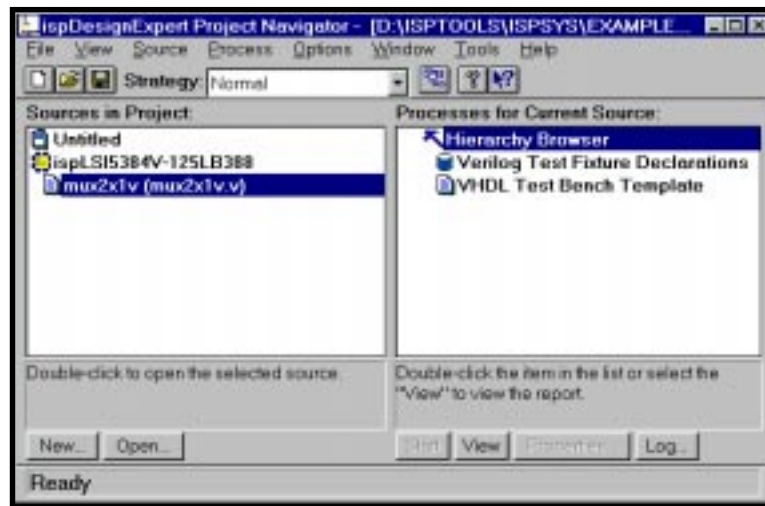 ispDesignExpert Project Navigator - [D:\ISPTOOLS\ISPSYS\EXAMPLE...
File View Source Process Options Window Tools Help
Strategy: Normal
Sources in Project:
Untitled
ispLSI5384V-125LB388
mux2x1v (mux2x1v.v)
Double-click to open the selected source.
New... Open...
Processes for Current Source:
Hierarchy Browser
Verilog Test Fixture Declarations
VHDL Test Bench Template
Double-click the item in the list or select the
"View" to view the report.
Start View Properties... Log...
Ready